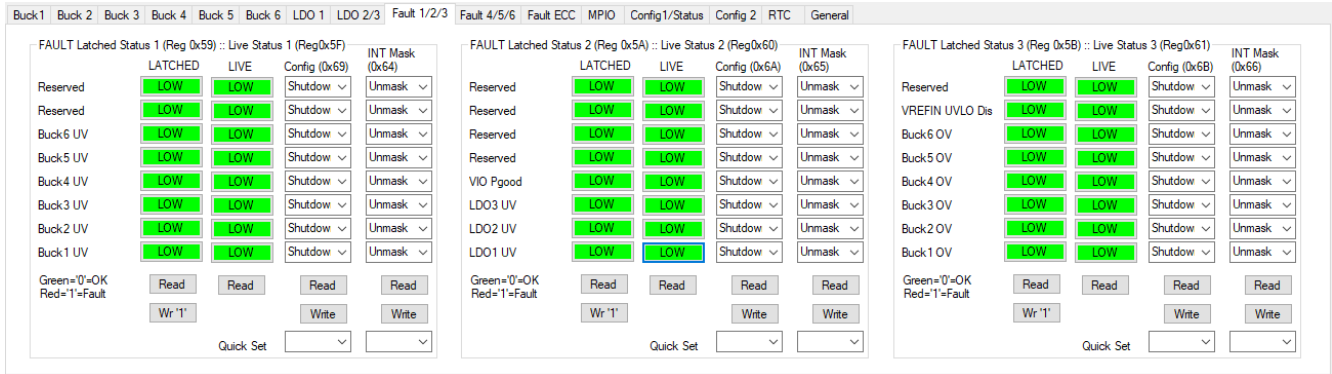 Buck1 Buck 2 Buck 3 Buck 4 Buck 5 Buck 6 LDO 1 LDO 2/3 Fault 1/2/3 Fault 4/5/6 Fault ECC MPIO Config1/Status Config 2 RTC General
FAULT Latched Status 1 (Reg 0x59) :: Live Status 1 (Reg0x5F)
LATCHED LIVE Config (0x69) INT Mask (0x64)
Reserved LOW LOW Shutdow Unmask
Reserved LOW LOW Shutdow Unmask
Buck6 UV LOW LOW Shutdow Unmask
Buck5 UV LOW LOW Shutdow Unmask
Buck4 UV LOW LOW Shutdow Unmask
Buck3 UV LOW LOW Shutdow Unmask
Buck2 UV LOW LOW Shutdow Unmask
Buck1 UV LOW LOW Shutdow Unmask
Green='0'=OK
Red='1'=Fault
Read Read Read Read
Wr '1' Write Write
Quick Set
FAULT Latched Status 2 (Reg 0x5A) :: Live Status 2 (Reg0x60)
LATCHED LIVE Config (0x6A) INT Mask (0x65)
Reserved LOW LOW Shutdow Unmask
Reserved LOW LOW Shutdow Unmask
Reserved LOW LOW Shutdow Unmask
Reserved LOW LOW Shutdow Unmask
VIO Pgood LOW LOW Shutdow Unmask
LDO3 UV LOW LOW Shutdow Unmask
LDO2 UV LOW LOW Shutdow Unmask
LDO1 UV LOW LOW Shutdow Unmask
Green='0'=OK
Red='1'=Fault
Read Read Read Read
Wr '1' Write Write
Quick Set
FAULT Latched Status 3 (Reg 0x5B) :: Live Status 3 (Reg0x61)
LATCHED LIVE Config (0x6B) INT Mask (0x66)
Reserved LOW LOW Shutdow Unmask
VREFIN UVLO Dis LOW LOW Shutdow Unmask
Buck6 OV LOW LOW Shutdow Unmask
Buck5 OV LOW LOW Shutdow Unmask
Buck4 OV LOW LOW Shutdow Unmask
Buck3 OV LOW LOW Shutdow Unmask
Buck2 OV LOW LOW Shutdow Unmask
Buck1 OV LOW LOW Shutdow Unmask
Green='0'=OK
Red='1'=Fault
Read Read Read Read
Wr '1' Write Write
Quick Set